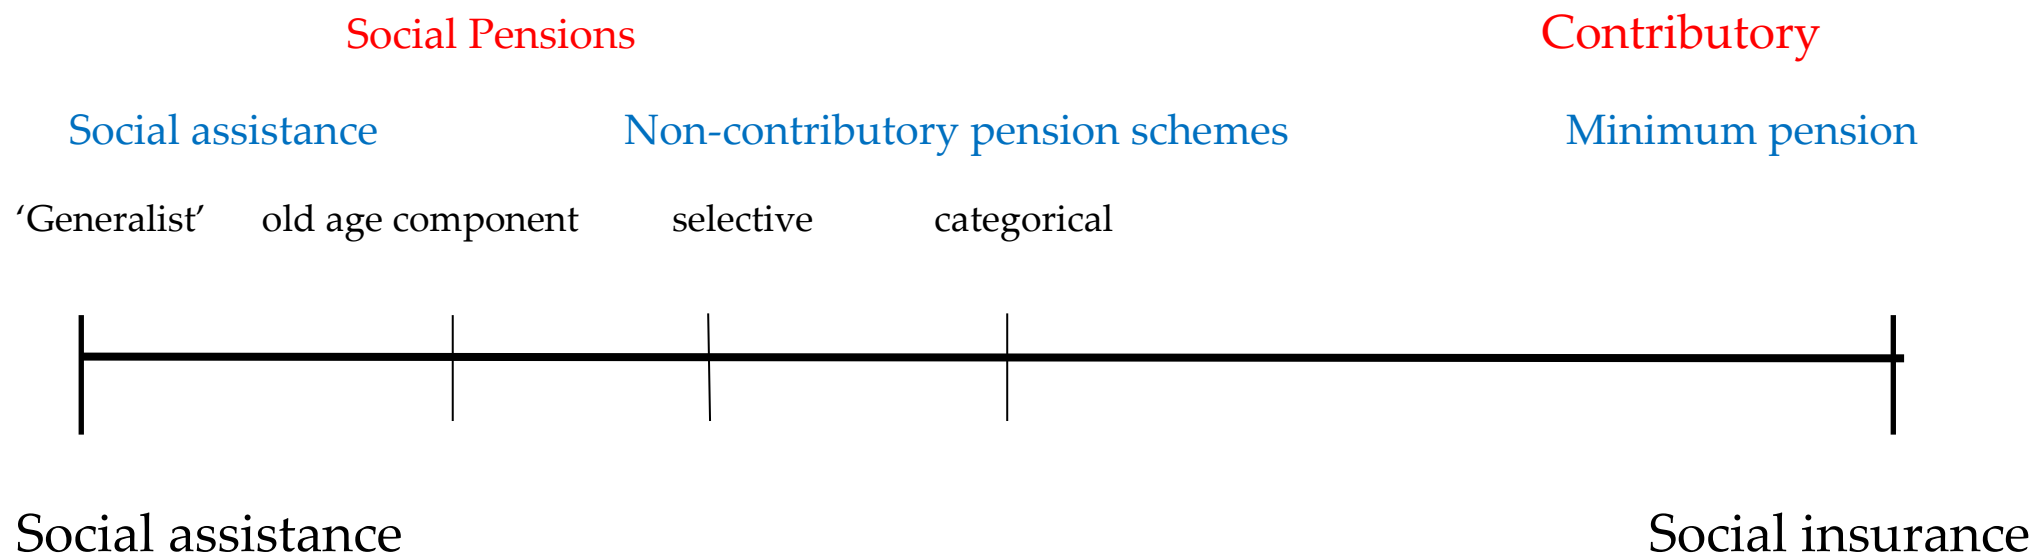 Social Pensions Contributory
Social assistance Non-contributory pension schemes Minimum pension
‘Generalist’ old age component selective categorical
Social assistance Social insurance